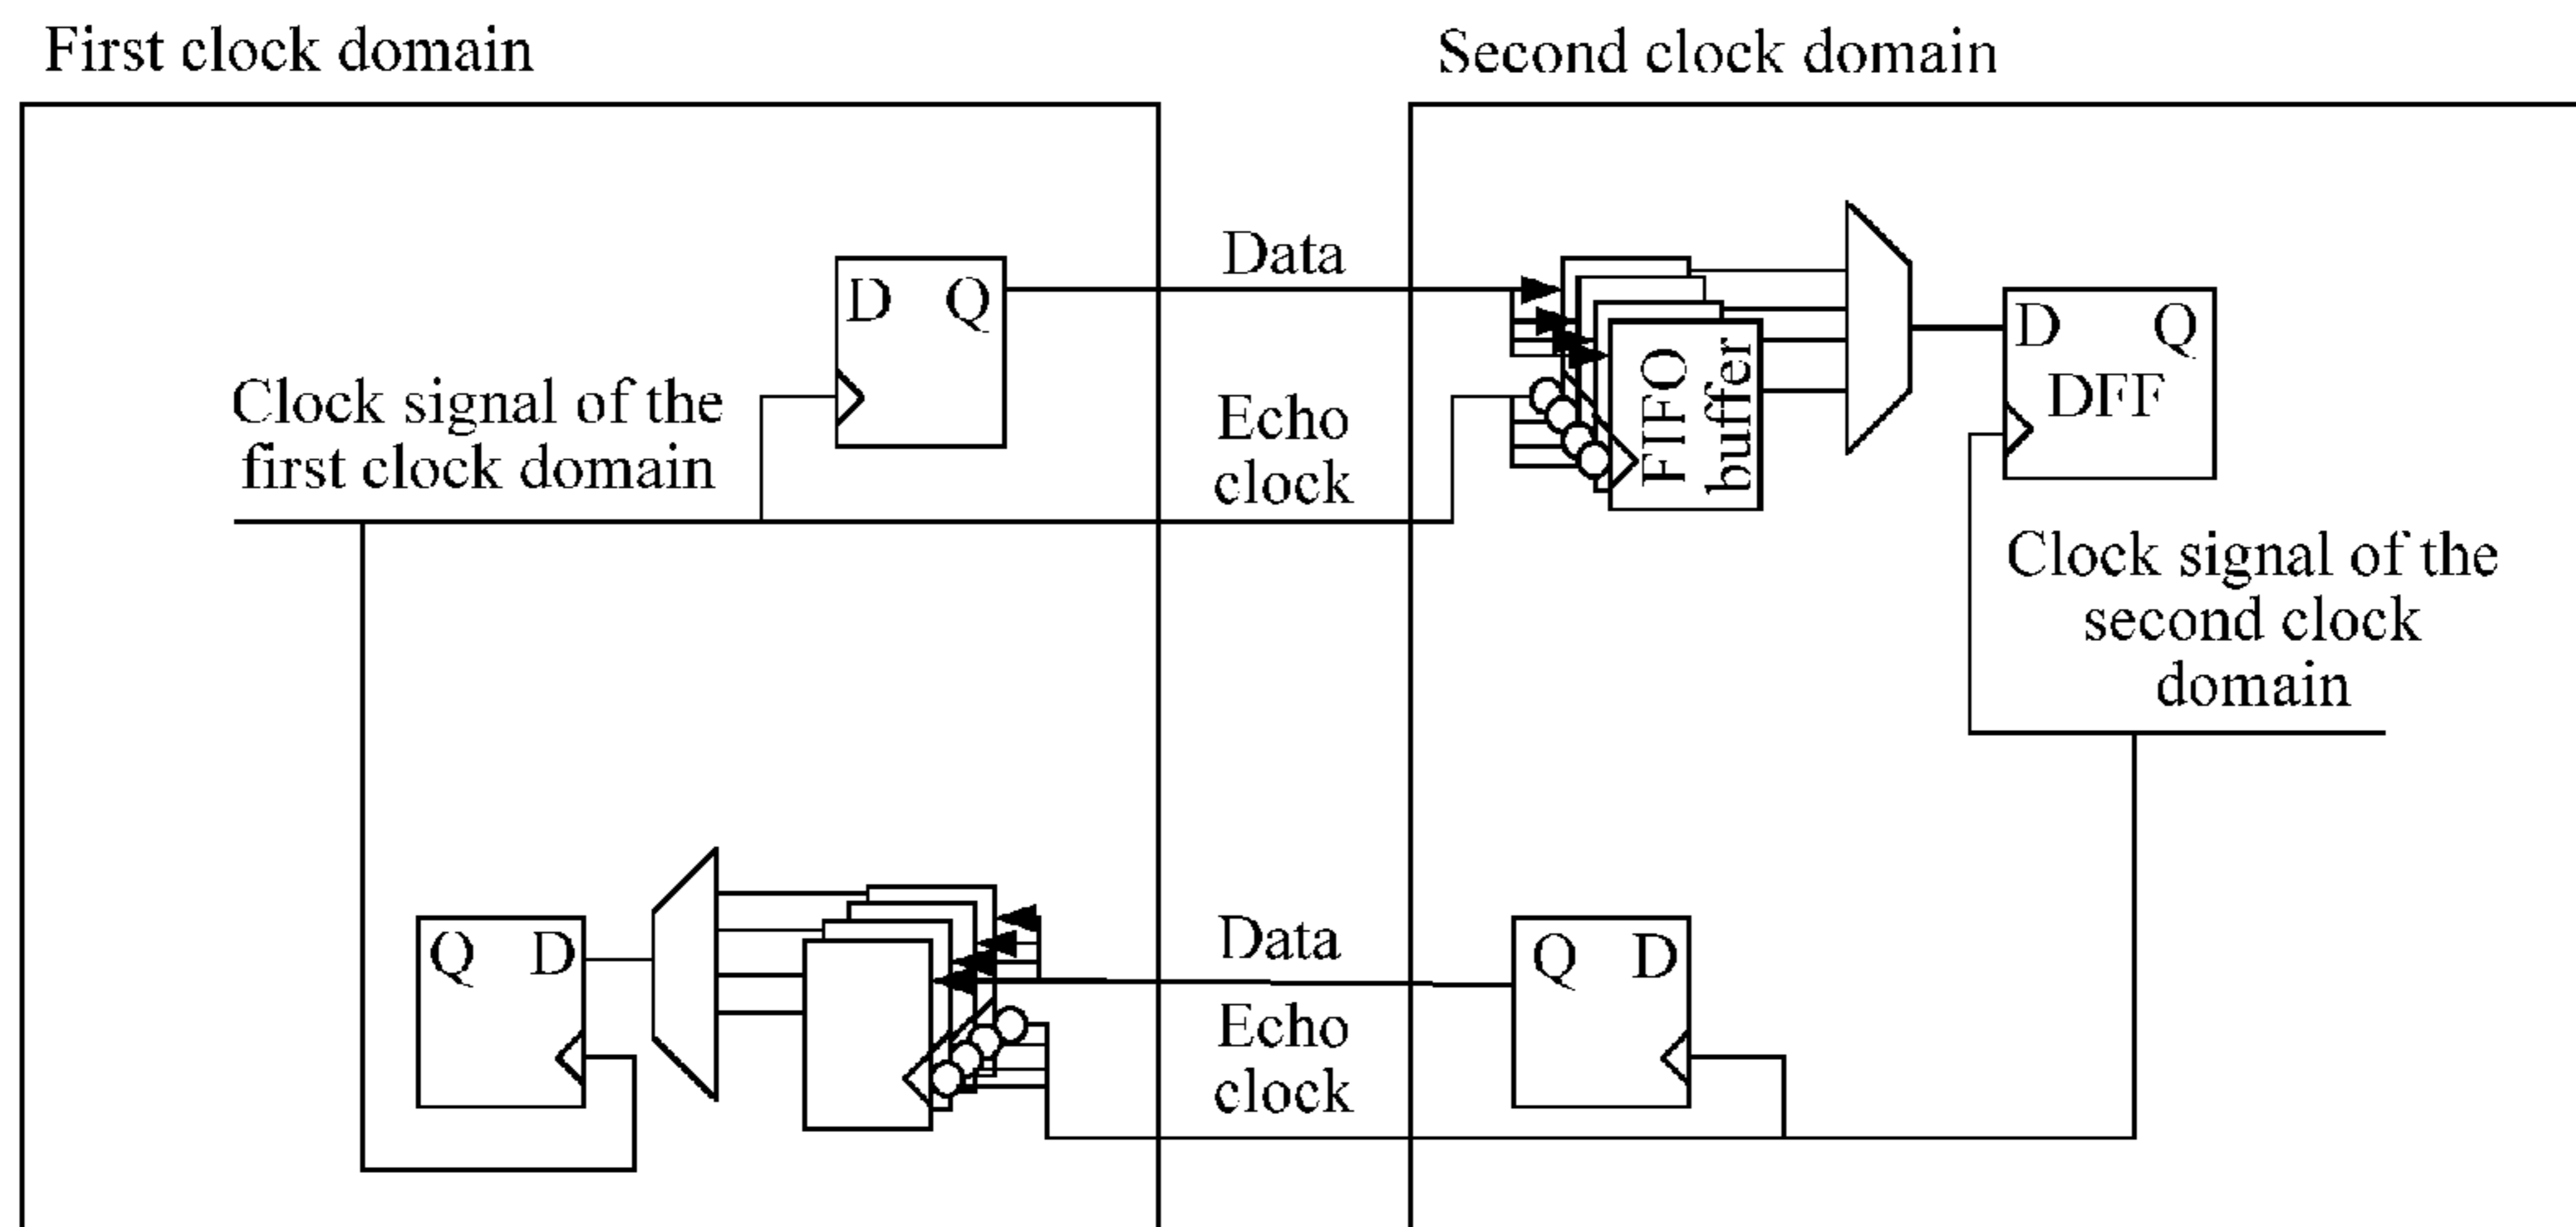 First clock domain
Second clock domain
Data
D Q
D Q
DFF
FIFO
buffer
Clock signal of the
first clock domain
Echo
clock
Clock signal of the
second clock
domain
Q D
Data
Q D
Echo
clock